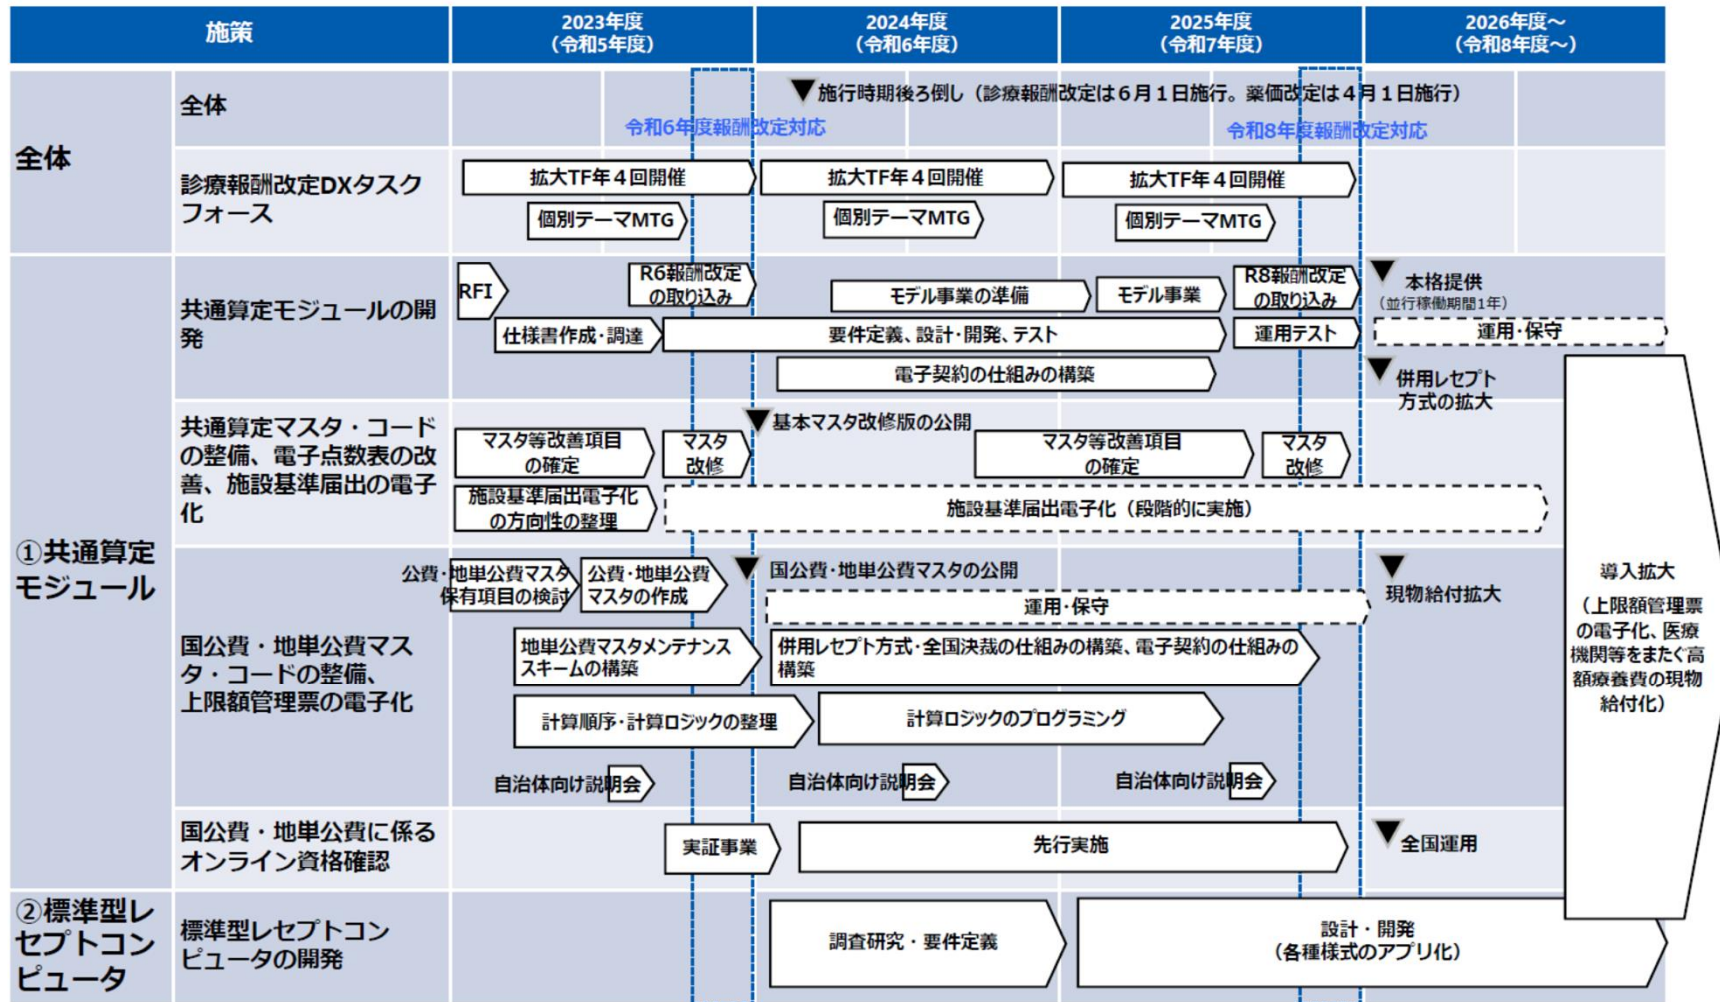 施策
2023年度
（令和5年度）
2024年度
（令和6年度）
2025年度
（令和7年度）
2026年度～
（令和8年度～）
全体
全体
▼施行時期後ろ倒し（診療報酬改定は６月１日施行。薬価改定は４月１日施行）
令和6年度報酬改定対応
令和8年度報酬改定対応
診療報酬改定DXタスク
フォース
拡大TF年４回開催
拡大TF年４回開催
拡大TF年４回開催
個別テーマMTG
個別テーマMTG
個別テーマMTG
①共通算定
モジュール
共通算定モジュールの開
発
RFI
R6報酬改定
の取り込み
モデル事業の準備
モデル事業
R8報酬改定
の取り込み
▼
本格提供
（並行稼働期間1年）
仕様書作成・調達
要件定義、設計・開発、テスト
運用テスト
運用・保守
電子契約の仕組みの構築
▼
併用レセプト
方式の拡大
共通算定マスタ・コード
の整備、電子点数表の改
善、施設基準届出の電子
化
▼基本マスタ改修版の公開
マスタ等改善項目
の確定
マスタ
改修
マスタ等改善項目
の確定
マスタ
改修
施設基準届出電子化
の方向性の整理
施設基準届出電子化（段階的に実施）
国公費・地単公費マス
タ・コードの整備、
上限額管理票の電子化
公費・地単公費マスタ
保有項目の検討
公費・地単公費
マスタの作成
▼
国公費・地単公費マスタの公開
運用・保守
▼
現物給付拡大
地単公費マスタメンテナンス
スキームの構築
併用レセプト方式・全国決裁の仕組みの構築、電子契約の仕組みの
構築
計算順序・計算ロジックの整理
計算ロジックのプログラミング
自治体向け説明会
自治体向け説明会
自治体向け説明会
国公費・地単公費に係る
オンライン資格確認
実証事業
先行実施
▼
全国運用
導入拡大
（上限額管理票
の電子化、医療
機関等をまたぐ高
額療養費の現物
給付化）
②標準型レ
セプトコン
ピュータ
標準型レセプトコン
ピュータの開発
調査研究・要件定義
設計・開発
（各種様式のアプリ化）